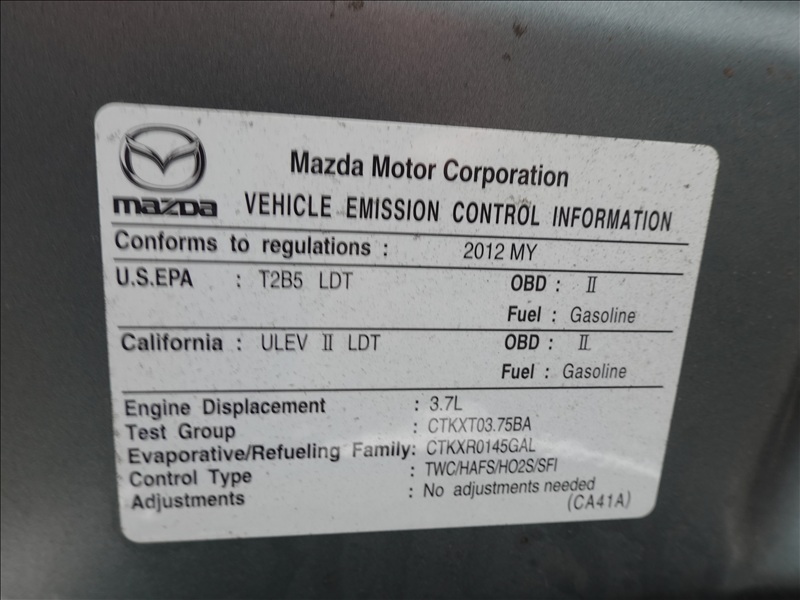 Mazda Motor Corporation
mazda VEHICLE EMISSION CONTROL INFORMATION
Conforms to regulations : 2012 MY
U.S.EPA : T2B5 LDT OBD : II
Fuel : Gasoline
California : ULEV II LDT OBD : II
Fuel : Gasoline
Engine Displacement : 3.7L
Test Group : CTKXT03.75BA
Evaporative/Refueling Family: CTKXR0145GAL
Control Type : TWC/HAFS/HO2S/SFI
Adjustments : No adjustments needed
(CA41A)